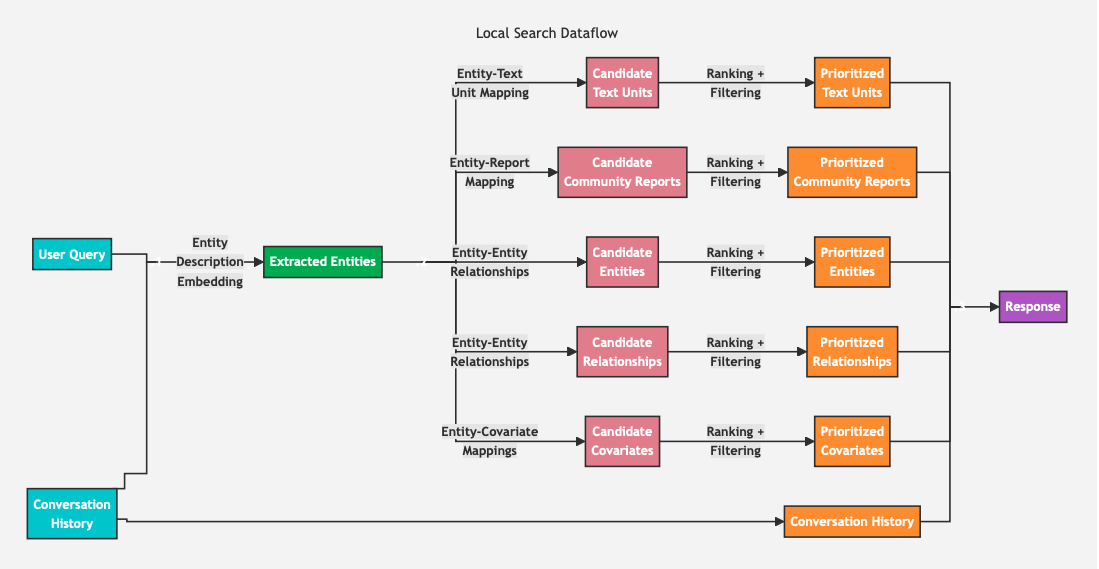 Local Search Dataflow
Entity-Text
Unit Mapping
Candidate
Text Units
Ranking +
Filtering
Prioritized
Text Units
Entity-Report
Mapping
Candidate
Community Reports
Ranking +
Filtering
Prioritized
Community Reports
User Query
Entity
Description
Embedding
Extracted Entities
Entity-Entity
Relationships
Candidate
Entities
Ranking +
Filtering
Prioritized
Entities
Response
Entity-Entity
Relationships
Candidate
Relationships
Ranking +
Filtering
Prioritized
Relationships
Entity-Covariate
Mappings
Candidate
Covariates
Ranking +
Filtering
Prioritized
Covariates
Conversation
History
Conversation History